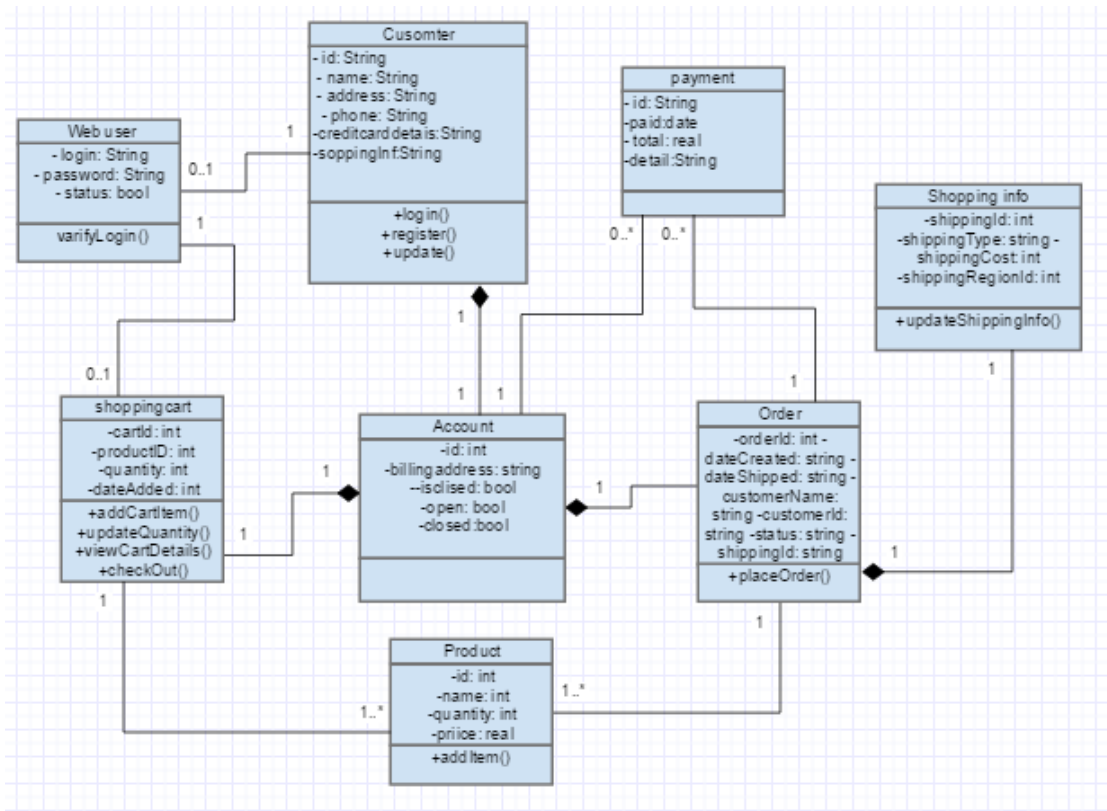 Cusomter
- id: String
- name: String
- address: String
- phone: String
-creditcarddetais:String
-soppingInf:String
+login()
+register()
+update()
payment
- id: String
-paid:date
- total: real
-detail:String
Web user
- login: String
- password: String
- status: bool
varifyLogin()
1
0..1
1
0..1
Shopping info
-shippingId: int
-shippingType: string -
shippingCost: int
-shippingRegionId: int
+updateShippingInfo()
0..*
0..*
1
1
1
1
1
shoppingcart
-cartId: int
-productID: int
-quantity: int
-dateAdded: int
+addCartItem()
+updateQuantity()
+viewCartDetails()
+checkOut()
1
1
Account
-id: int
-billingaddress: string
--isclised: bool
-open: bool
-closed:bool
1
Order
-orderId: int -
dateCreated: string -
dateShipped: string -
customerName:
string -customerId:
string -status: string -
shippingId: string
+placeOrder()
1
1
1
Product
-id: int
-name: int
-quantity: int
-priice: real
+addItem()
1..*
1..*